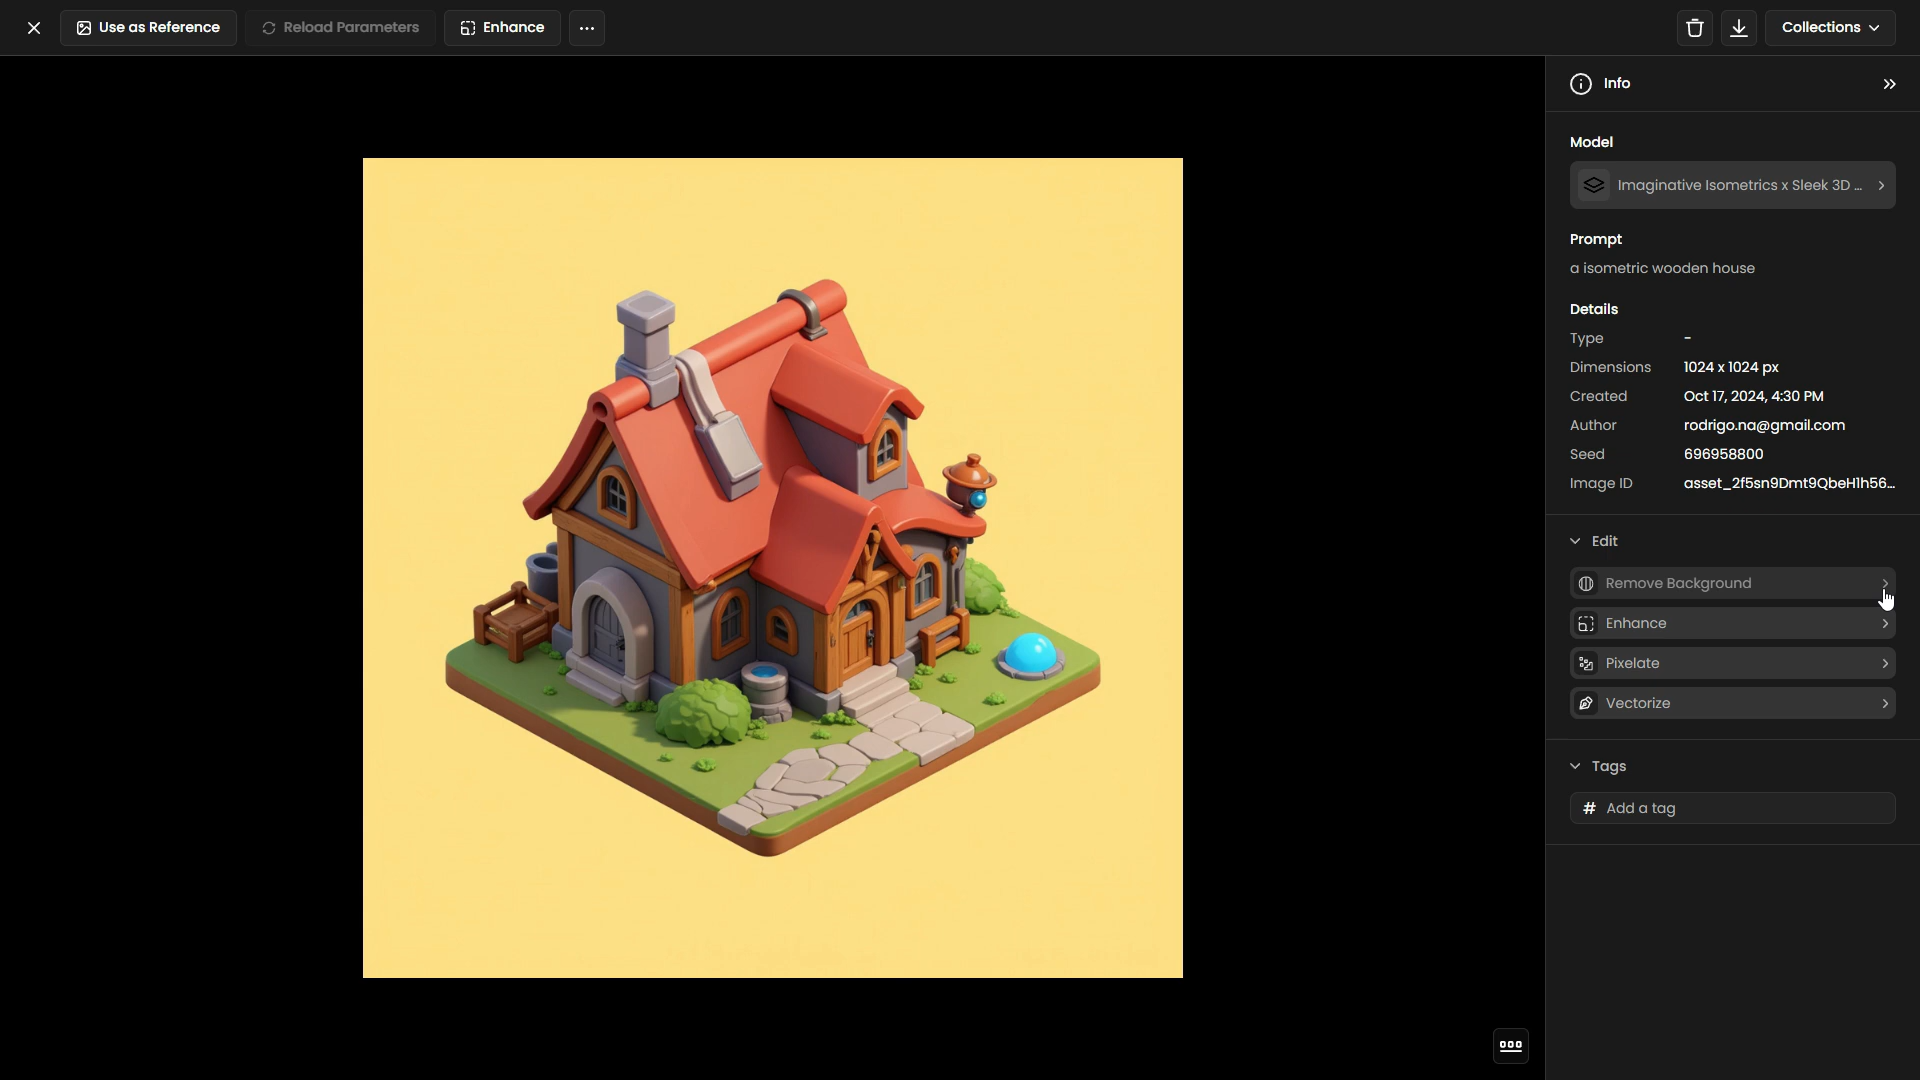 Use as Reference
Reload Parameters
Enhance
Collections
Info
Model
Imaginative Isometrics x Sleek 3D ...
Prompt
a isometric wooden house
Details
Type -
Dimensions 1024 x 1024 px
Created Oct 17, 2024, 4:30 PM
Author rodrigo.na@gmail.com
Seed 696958800
Image ID asset_2f5sn9Dmt9QbeH1h56...
Edit
Remove Background
Enhance
Pixelate
Vectorize
Tags
# Add a tag